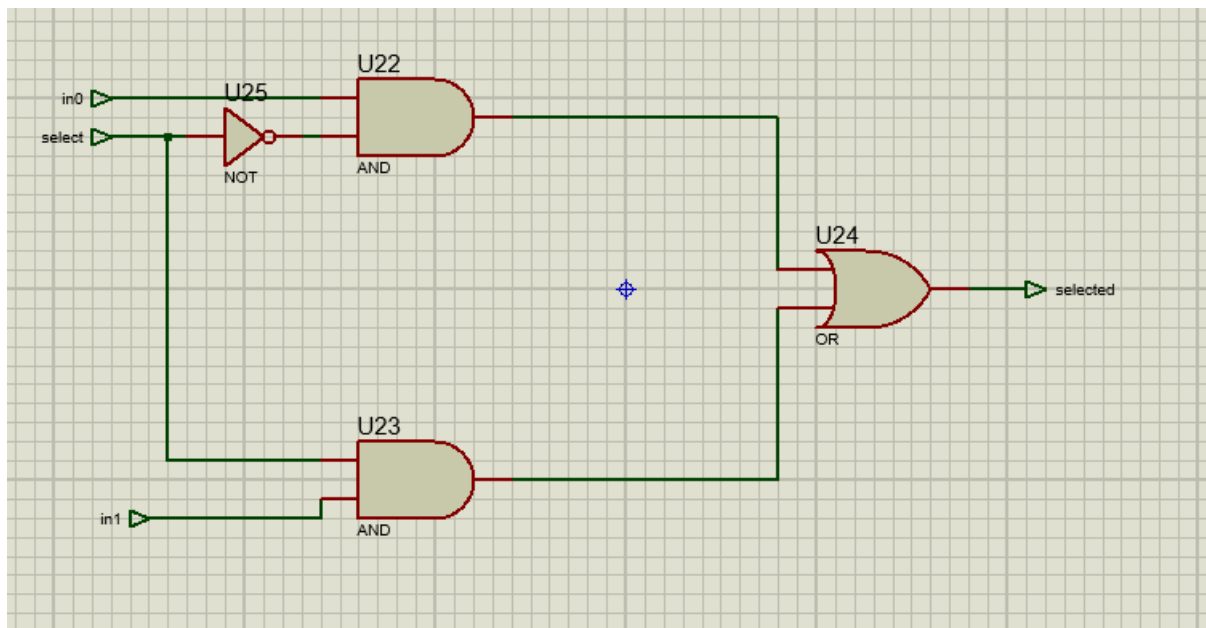 U22
U25
in0
select
NOT
AND
U24
selected
OR
U23
in1
AND